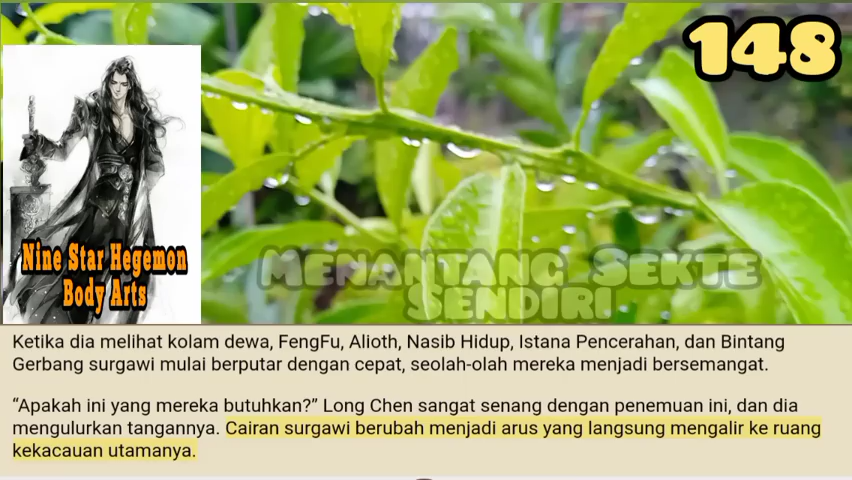 148
Nine Star Hegemon
Body Arts
MENANTANG SEKTE
SENDIRI
Ketika dia melihat kolam dewa, FengFu, Alioth, Nasib Hidup, Istana Pencerahan, dan Bintang
Gerbang surgawi mulai berputar dengan cepat, seolah-olah mereka menjadi bersemangat.
“Apakah ini yang mereka butuhkan?” Long Chen sangat senang dengan penemuan ini, dan dia
mengulurkan tangannya. Cairan surgawi berubah menjadi arus yang langsung mengalir ke ruang
kekacauan utamanya.